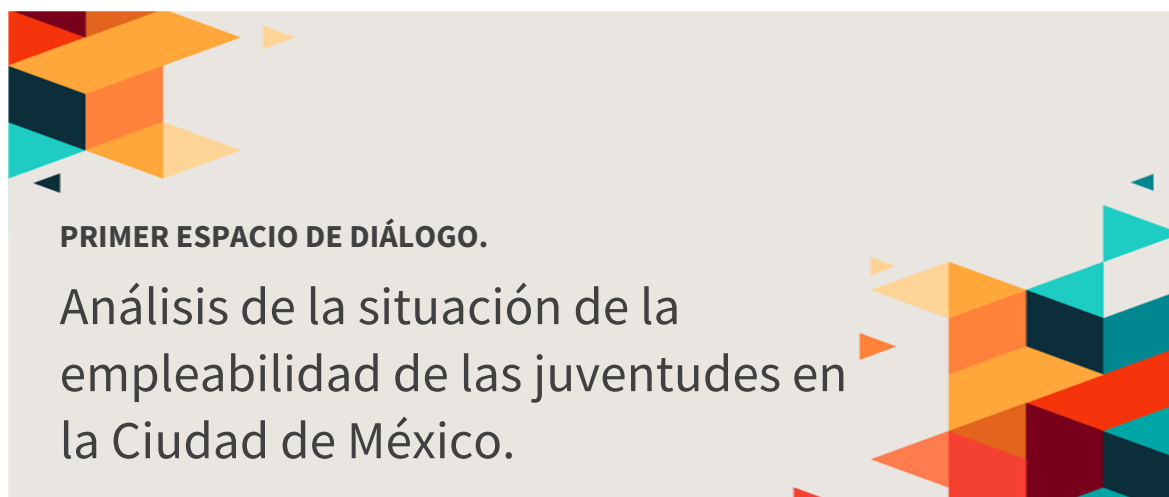 PRIMER ESPACIO DE DIÁLOGO.
Análisis de la situación de la
empleabilidad de las juventudes en
la Ciudad de México.